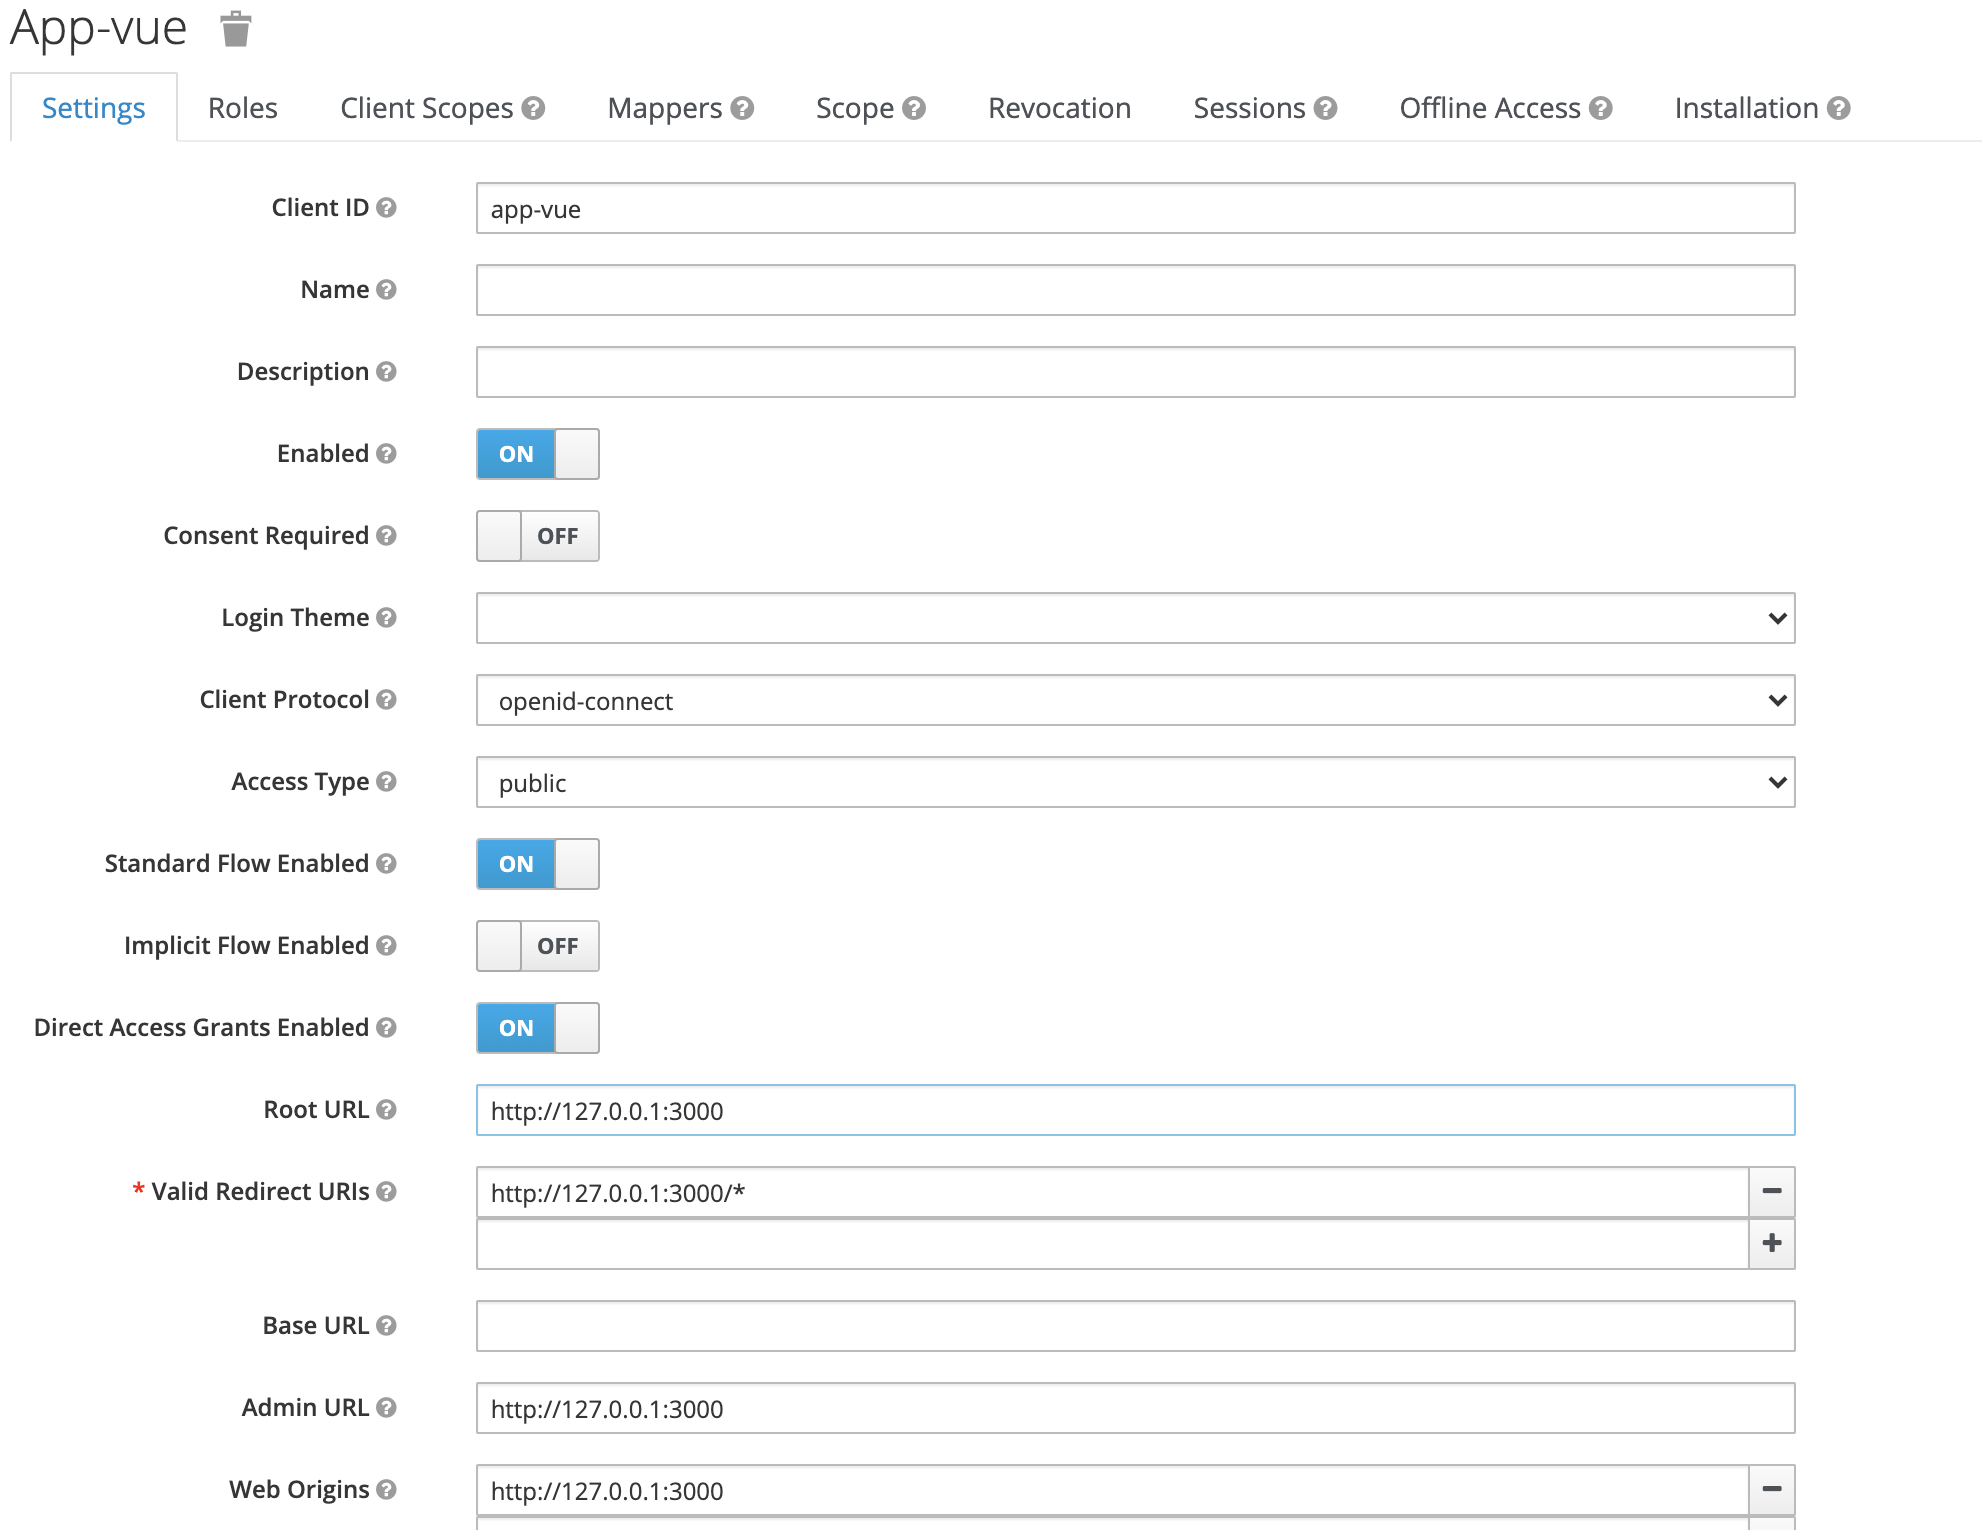 App-vue
Settings Roles Client Scopes Mappers Scope Revocation Sessions Offline Access Installation
Client ID app-vue
Name
Description
Enabled ON
Consent Required OFF
Login Theme
Client Protocol openid-connect
Access Type public
Standard Flow Enabled ON
Implicit Flow Enabled OFF
Direct Access Grants Enabled ON
Root URL http://127.0.0.1:3000
* Valid Redirect URIs http://127.0.0.1:3000/*
Base URL
Admin URL http://127.0.0.1:3000
Web Origins http://127.0.0.1:3000